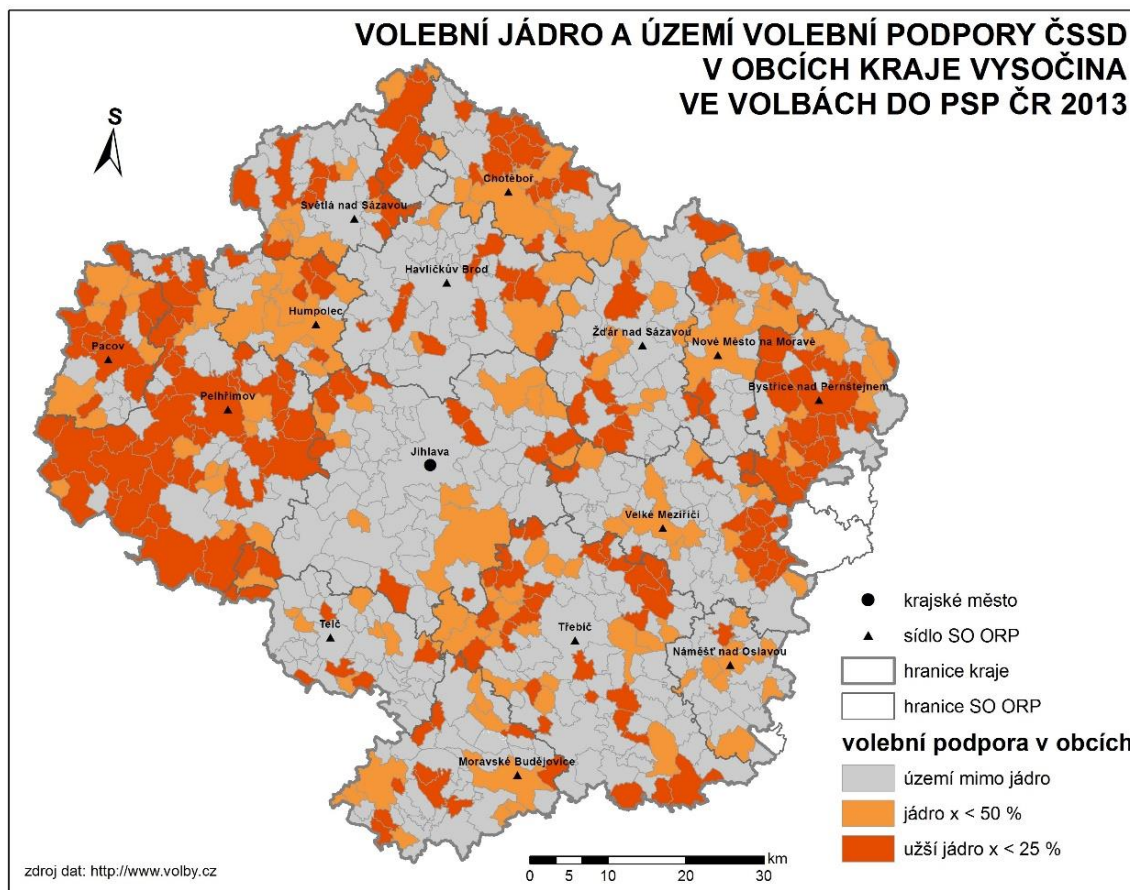 VOLEBNÍ JÁDRO A ÚZEMÍ VOLEBNÍ PODPORY ČSSD
V OBCÍCH KRAJE VYSOČINA
VE VOLBÁCH DO PSP ČR 2013
S
Chotěboř
Světlá nad Sázavou
Havlíčkův Brod
Humpolec
Žďár nad Sázavou
Nové Město na Moravě
Pacov
Bystřice nad Pernštejnem
Pelhřimov
Jihlava
Velké Meziříčí
Telč
Třebíč
Náměšť nad Oslavou
Moravské Budějovice
krajské město
sídlo SO ORP
hranice kraje
hranice SO ORP
volební podpora v obcích
území mimo jádro
jádro x < 50 %
užší jádro x < 25 %
km
0 5 10 20 30
zdroj dat: http://www.volby.cz